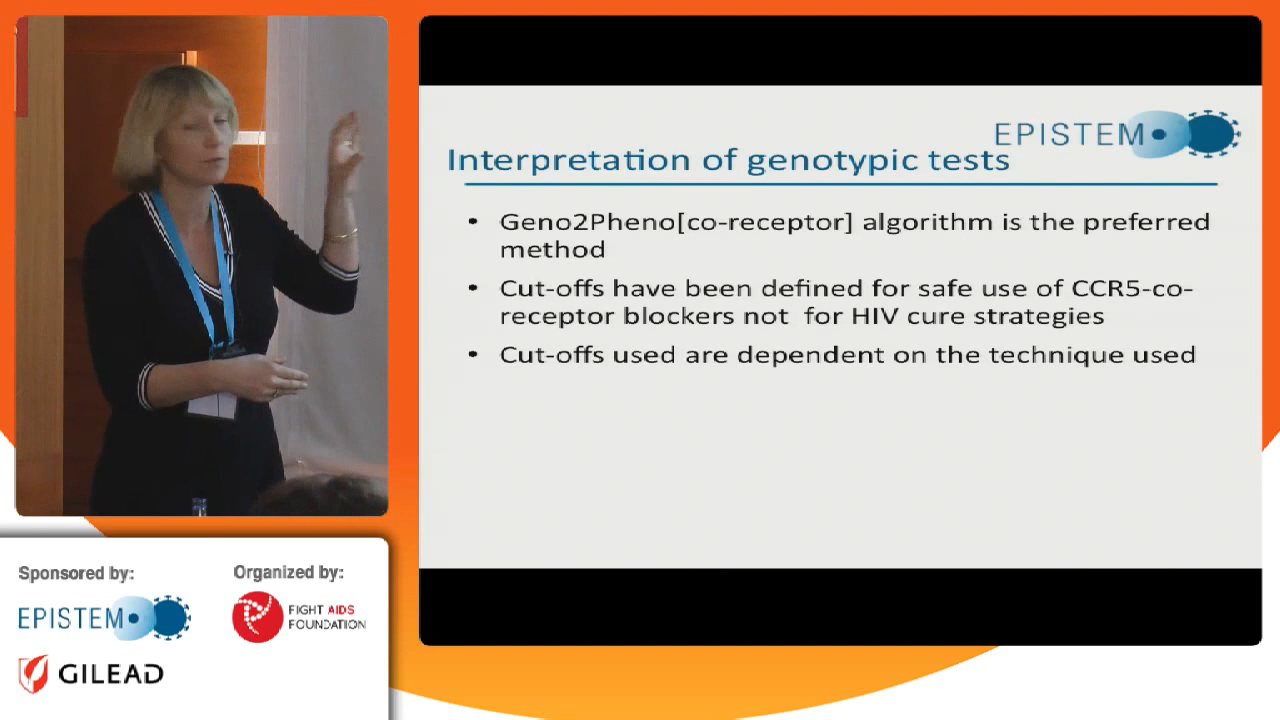 EPISTEM
Interpretation of genotypic tests
• Geno2Pheno[co-receptor] algorithm is the preferred
method
• Cut-offs have been defined for safe use of CCR5-co-
receptor blockers not for HIV cure strategies
• Cut-offs used are dependent on the technique used
Sponsored by:
EPISTEM
GILEAD
Organized by:
FIGHT AIDS
FOUNDATION